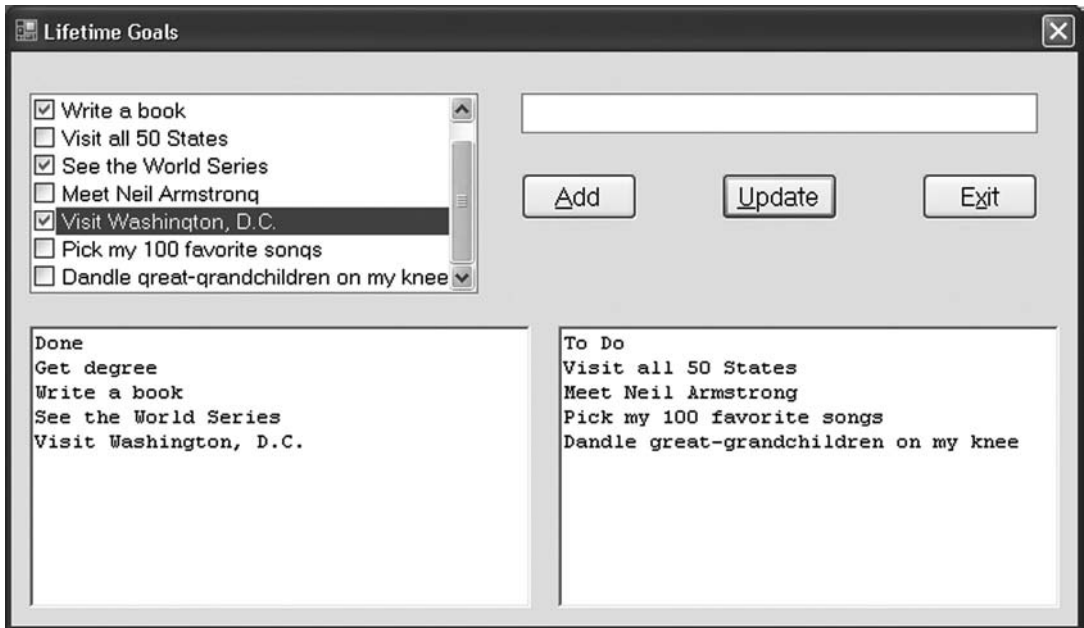 Lifetime Goals
Write a book
Visit all 50 States
See the World Series
Meet Neil Armstrong
Visit Washington, D.C.
Pick my 100 favorite songs
Dandle great-grandchildren on my knee
Add
Update
Exit
Done
Get degree
Write a book
See the World Series
Visit Washington, D.C.
To Do
Visit all 50 States
Meet Neil Armstrong
Pick my 100 favorite songs
Dandle great-grandchildren on my knee